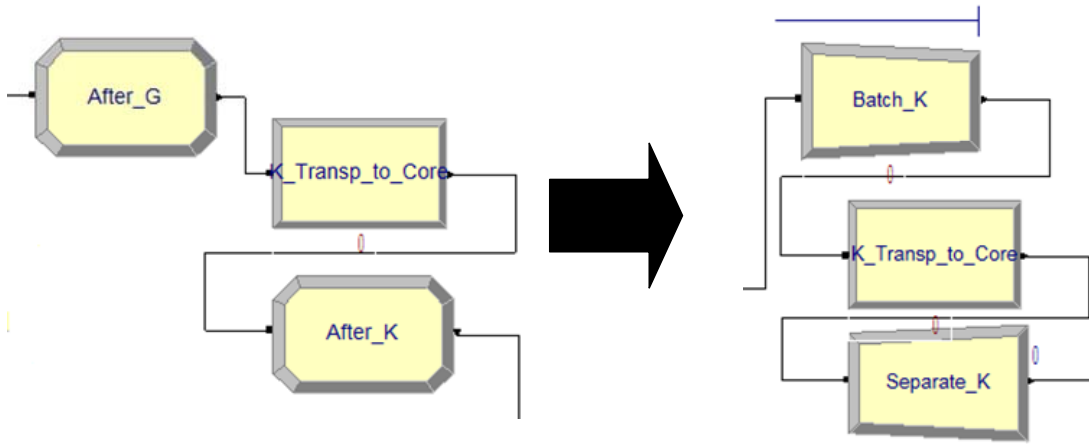 After_G
K_Transp_to_Core
0
After_K
Batch_K
0
K_Transp_to_Core
0
0
Separate_K